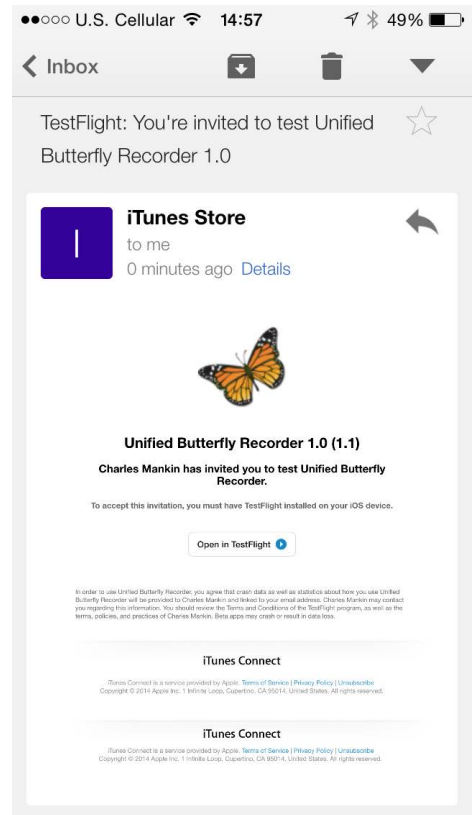 ●●○○○ U.S. Cellular 14:57 49%
Inbox
TestFlight: You're invited to test Unified
Butterfly Recorder 1.0
I
iTunes Store
to me
0 minutes ago Details
Unified Butterfly Recorder 1.0 (1.1)
Charles Mankin has invited you to test Unified Butterfly
Recorder.
To accept this invitation, you must have TestFlight installed on your iOS device.
Open in TestFlight
In order to use Unified Butterfly Recorder, you agree that crash data as well as statistics about how you use Unified
Butterfly Recorder will be provided to Charles Mankin and linked to your email address. Charles Mankin may contact
you regarding this information. You should review the Terms and Conditions of the TestFlight program, as well as the
terms, policies, and practices of Charles Mankin. Beta apps may crash or result in data loss.
iTunes Connect
iTunes Connect is a service provided by Apple. Terms of Service | Privacy Policy | Unsubscribe
Copyright © 2014 Apple Inc. 1 Infinite Loop, Cupertino, CA 95014, United States. All rights reserved.
iTunes Connect
iTunes Connect is a service provided by Apple. Terms of Service | Privacy Policy | Unsubscribe
Copyright © 2014 Apple Inc. 1 Infinite Loop, Cupertino, CA 95014, United States. All rights reserved.